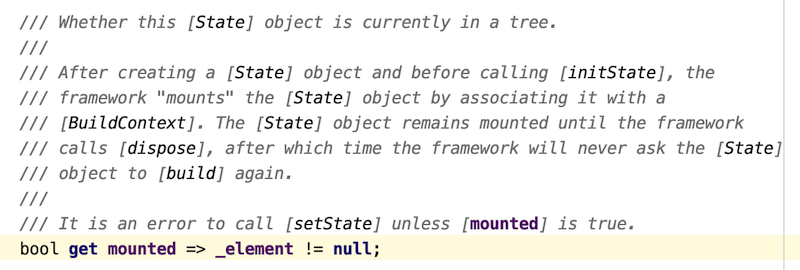 /// Whether this [State] object is currently in a tree.
///
/// After creating a [State] object and before calling [initState], the
/// framework "mounts" the [State] object by associating it with a
/// [BuildContext]. The [State] object remains mounted until the framework
/// calls [dispose], after which time the framework will never ask the [State]
/// object to [build] again.
///
/// It is an error to call [setState] unless [mounted] is true.
bool get mounted => _element != null;